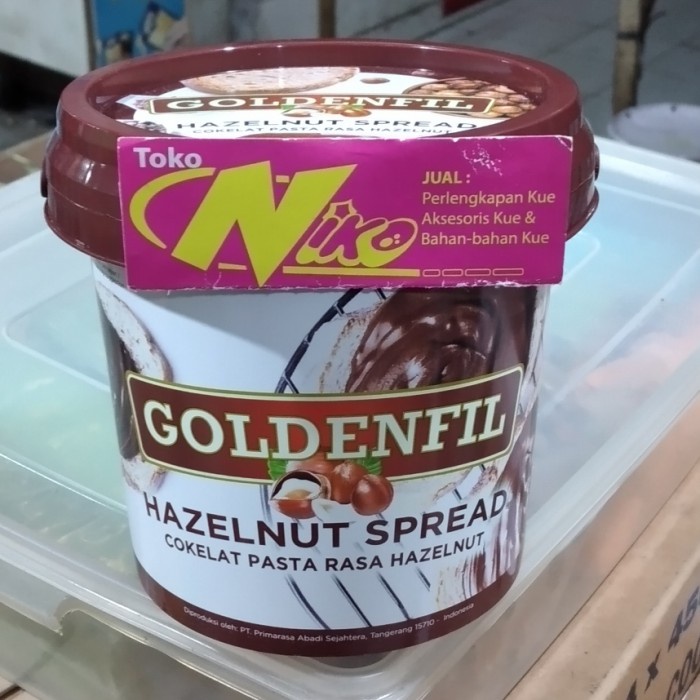 GOLDENFIL
HAZELNUT SPREAD
COKELAT PASTA RASA HAZELNUT
Toko
Niko
JUAL :
Perlengkapan Kue
Aksesoris Kue &
Bahan-bahan Kue
GOLDENFIL
HAZELNUT SPREAD
COKELAT PASTA RASA HAZELNUT
Diproduksi oleh: PT. Primarasa Abadi Sejahtera, Tangerang 15710 - Indonesia